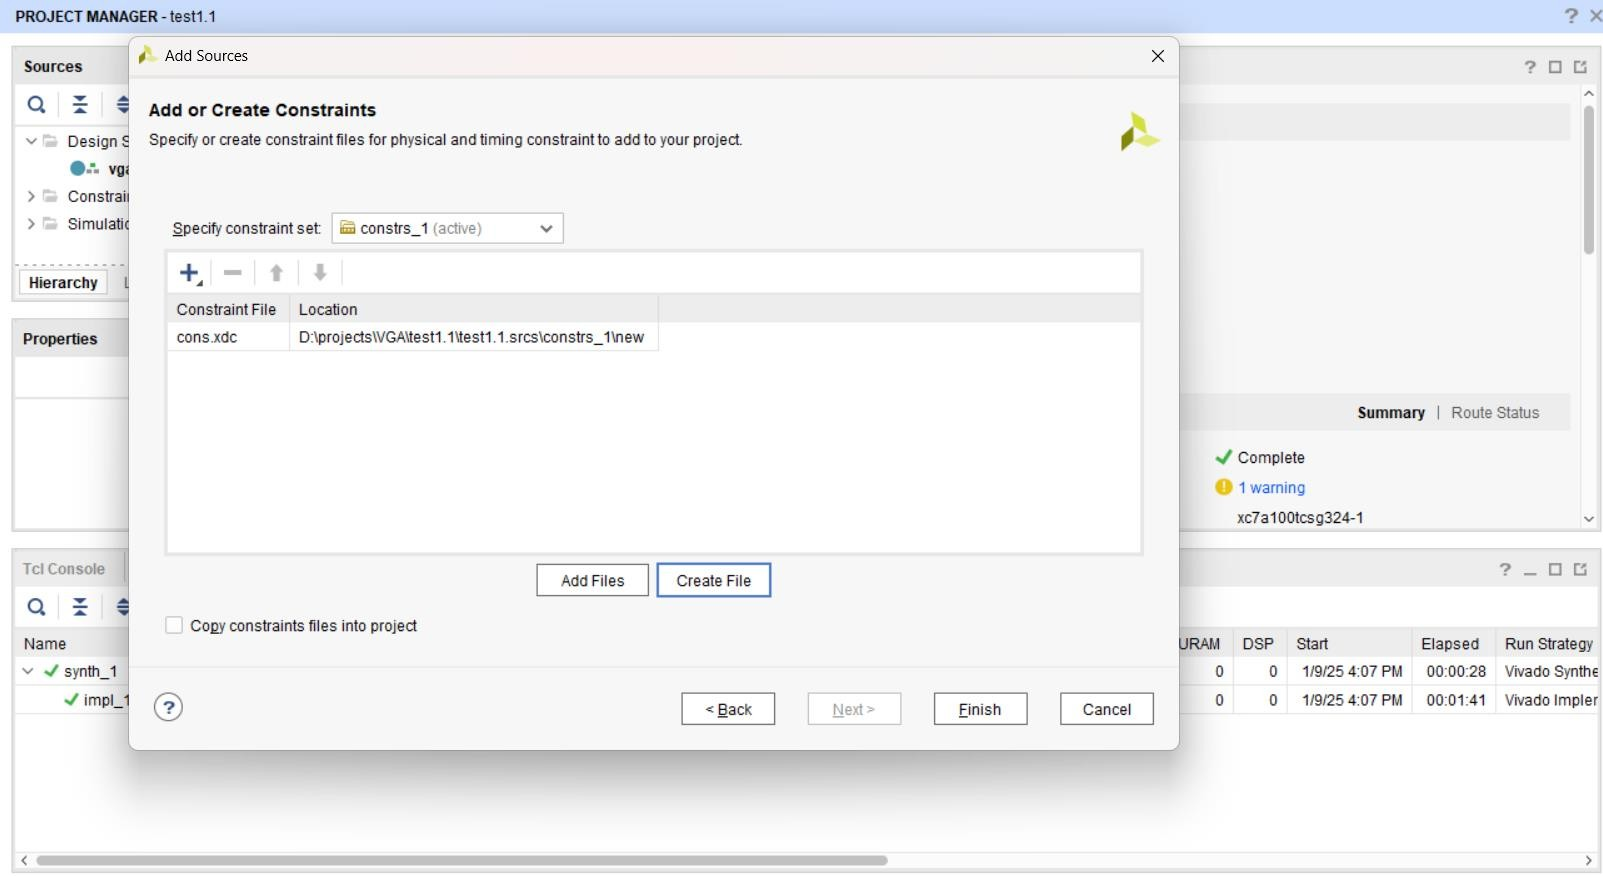 PROJECT MANAGER - test1.1
Sources
Design S
vga
Constrai
Simulatio
Hierarchy
Properties
Add Sources
Add or Create Constraints
Specify or create constraint files for physical and timing constraint to add to your project.
Specify constraint set: constrs_1 (active)
Constraint File Location
cons.xdc D:\projects\VGA\test1.1\test1.1.srcs\constrs_1\new
Add Files Create File
Copy constraints files into project
? < Back Next > Finish Cancel
Summary | Route Status
Complete
1 warning
xc7a100tcsg324-1
Tcl Console
Name URAM DSP Start Elapsed Run Strategy
synth_1 0 0 1/9/25 4:07 PM 00:00:28 Vivado Synthe
impl_1 0 0 1/9/25 4:07 PM 00:01:41 Vivado Implem